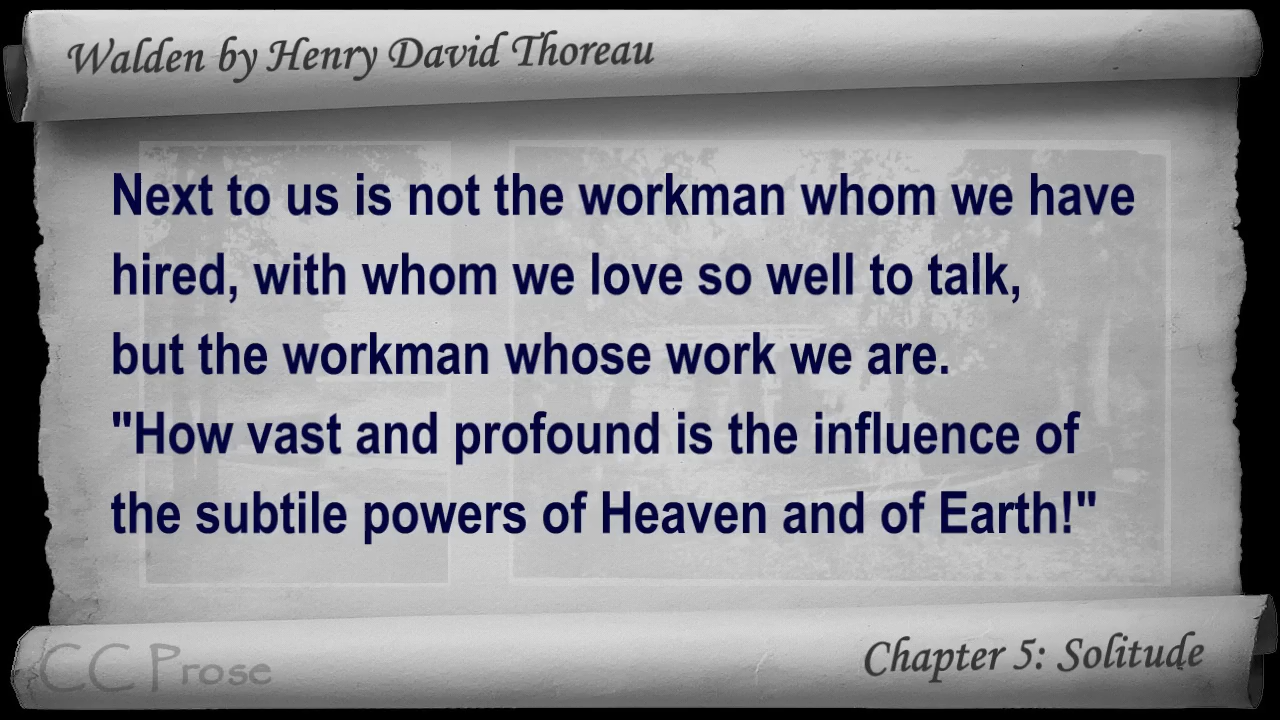 Walden by Henry David Thoreau
Next to us is not the workman whom we have
hired, with whom we love so well to talk,
but the workman whose work we are.
"How vast and profound is the influence of
the subtile powers of Heaven and of Earth!"
CC Prose
Chapter 5: Solitude